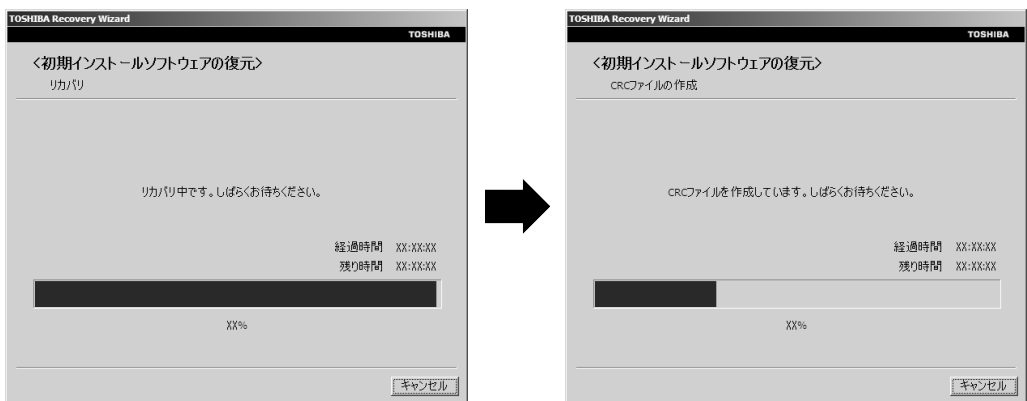 TOSHIBA Recovery Wizard
TOSHIBA
<初期インストールソフトウェアの復元>
リカバリ
リカバリ中です。しばらくお待ちください。
経過時間 XX:XX:XX
残り時間 XX:XX:XX
XX%
キャンセル
TOSHIBA Recovery Wizard
TOSHIBA
<初期インストールソフトウェアの復元>
CRCファイルの作成
CRCファイルを作成しています。しばらくお待ちください。
経過時間 XX:XX:XX
残り時間 XX:XX:XX
XX%
キャンセル